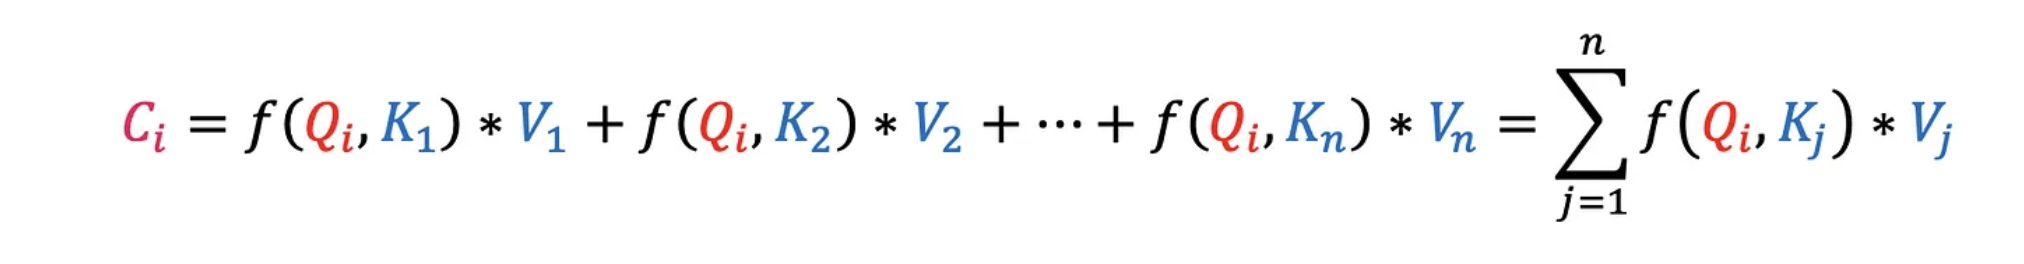 C_i = f(Q_i, K_1) * V_1 + f(Q_i, K_2) * V_2 + ⋯ + f(Q_i, K_n) * V_n = ∑_{j=1}^{n} f(Q_i, K_j) * V_j